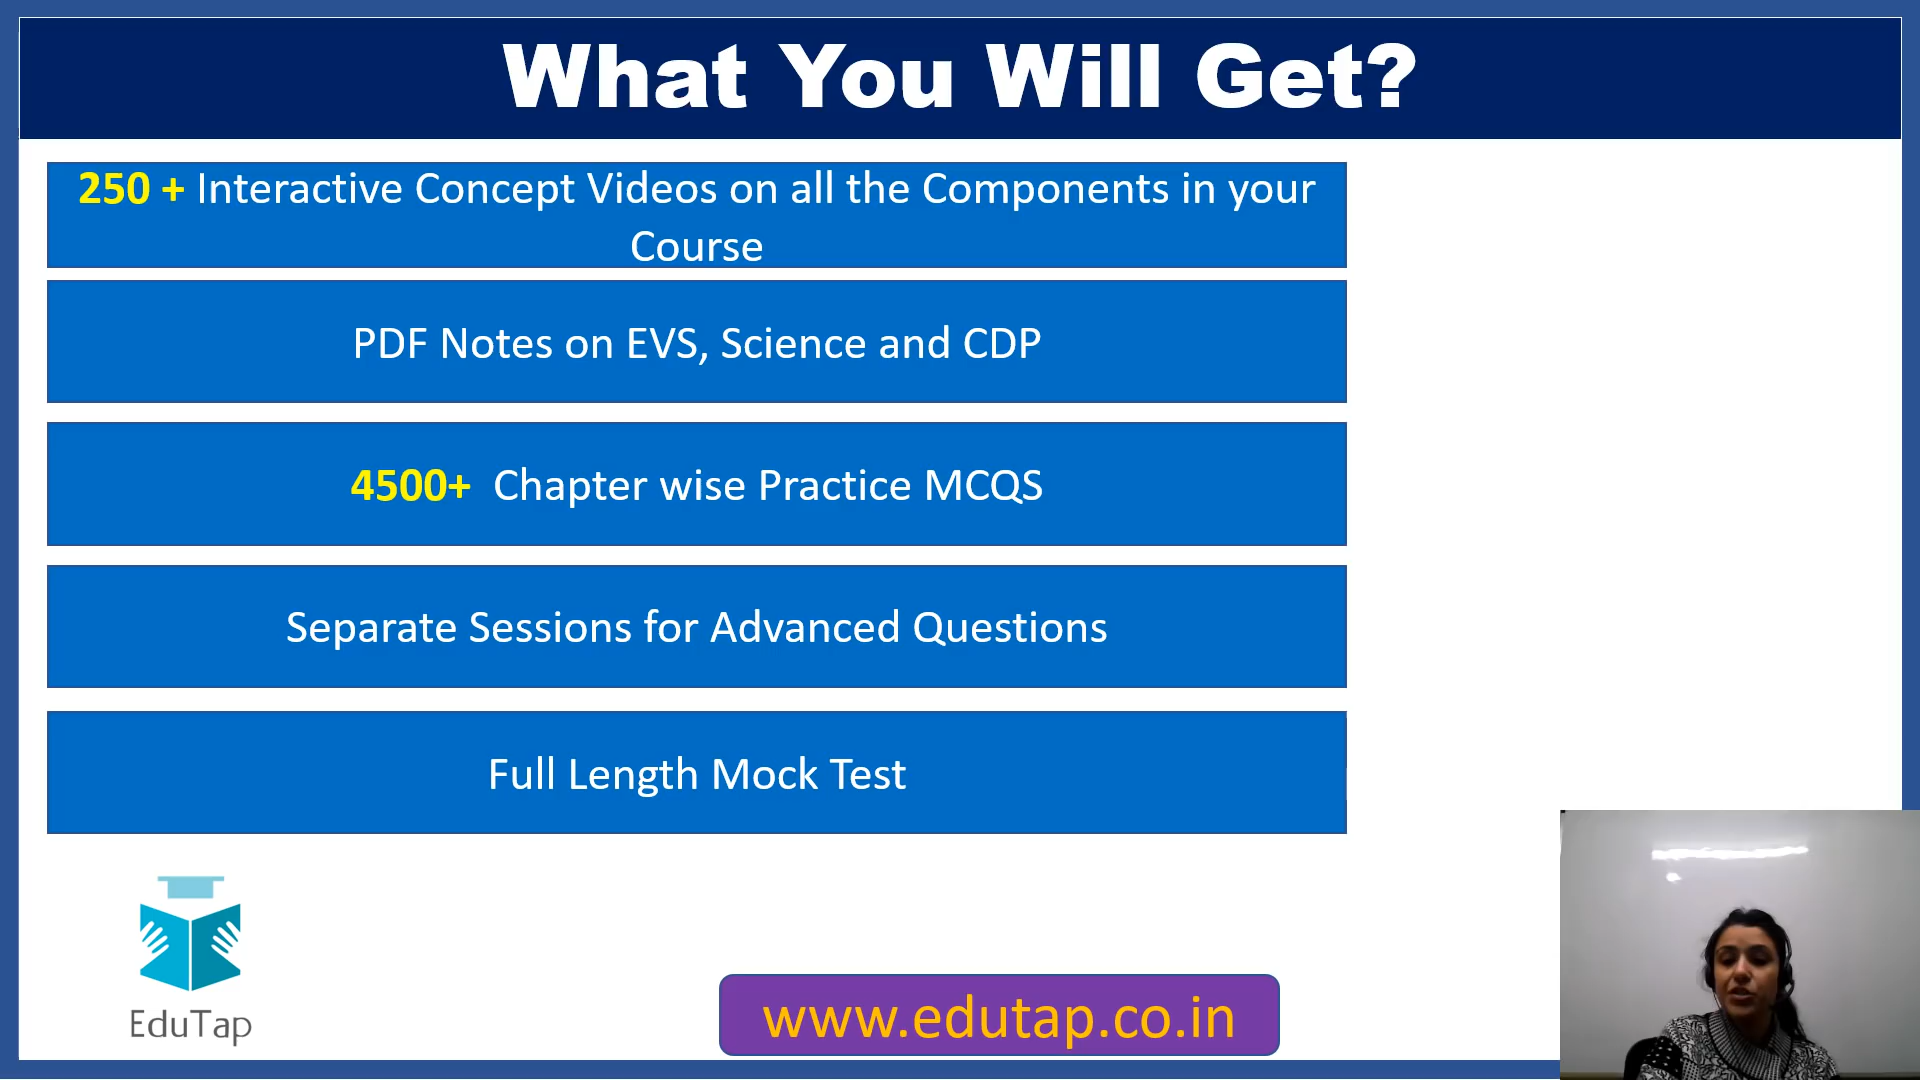 What You Will Get?
250 + Interactive Concept Videos on all the Components in your
Course
PDF Notes on EVS, Science and CDP
4500+ Chapter wise Practice MCQS
Separate Sessions for Advanced Questions
Full Length Mock Test
EduTap
www.edutap.co.in